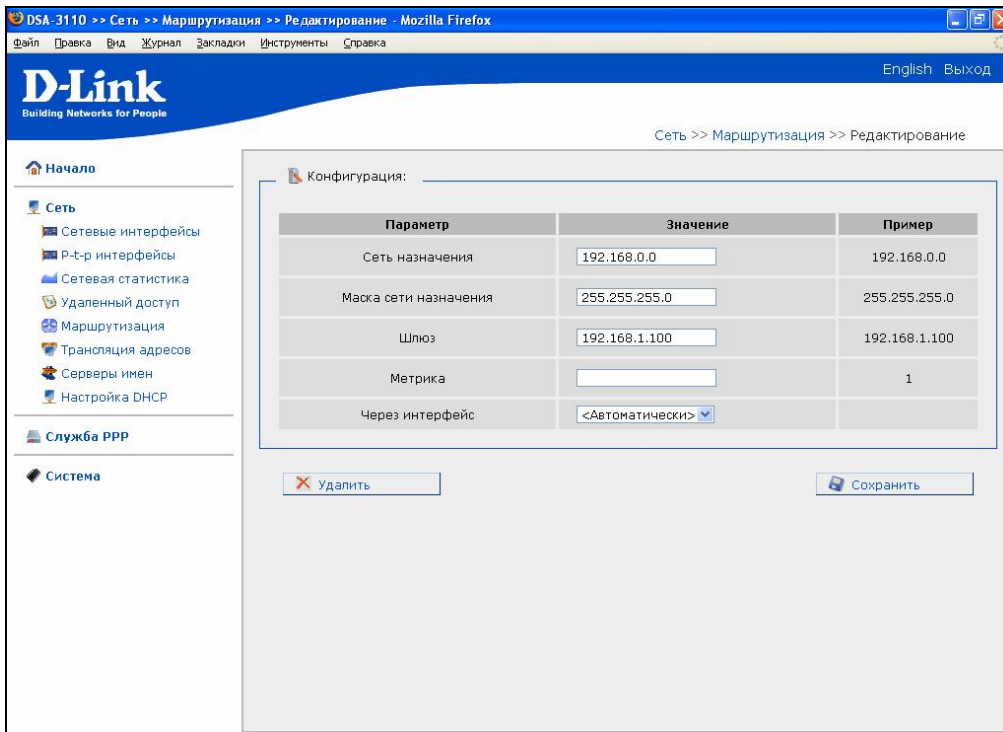 DSA-3110 >> Сеть >> Маршрутизация >> Редактирование - Mozilla Firefox
Файл Правка Вид Журнал Закладки Инструменты Справка
English Выход
D-Link
Building Networks for People
Сеть >> Маршрутизация >> Редактирование
Начало
Сеть
Сетевые интерфейсы
P-t-p интерфейсы
Сетевая статистика
Удаленный доступ
Маршрутизация
Трансляция адресов
Серверы имен
Настройка DHCP
Служба PPP
Система
Конфигурация:
Параметр Значение Пример
Сеть назначения 192.168.0.0 192.168.0.0
Маска сети назначения 255.255.255.0 255.255.255.0
Шлюз 192.168.1.100 192.168.1.100
Метрика 1
Через интерфейс <Автоматически>
Удалить Сохранить